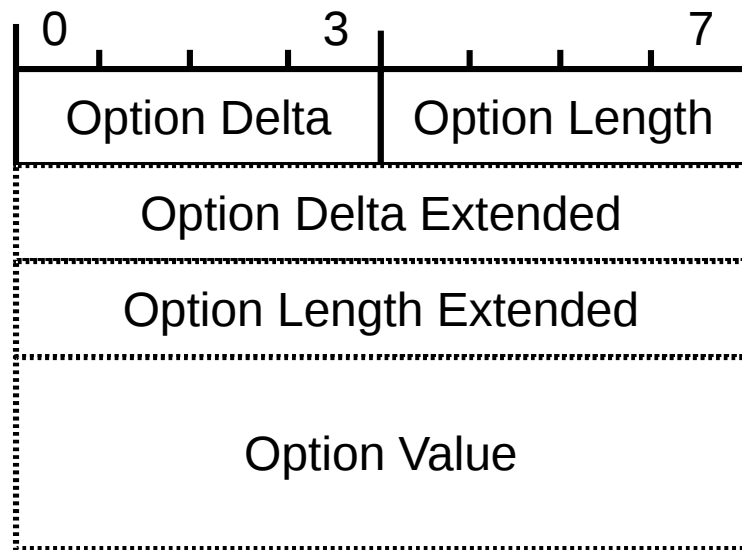 0 3 7
Option Delta Option Length
Option Delta Extended
Option Length Extended
Option Value